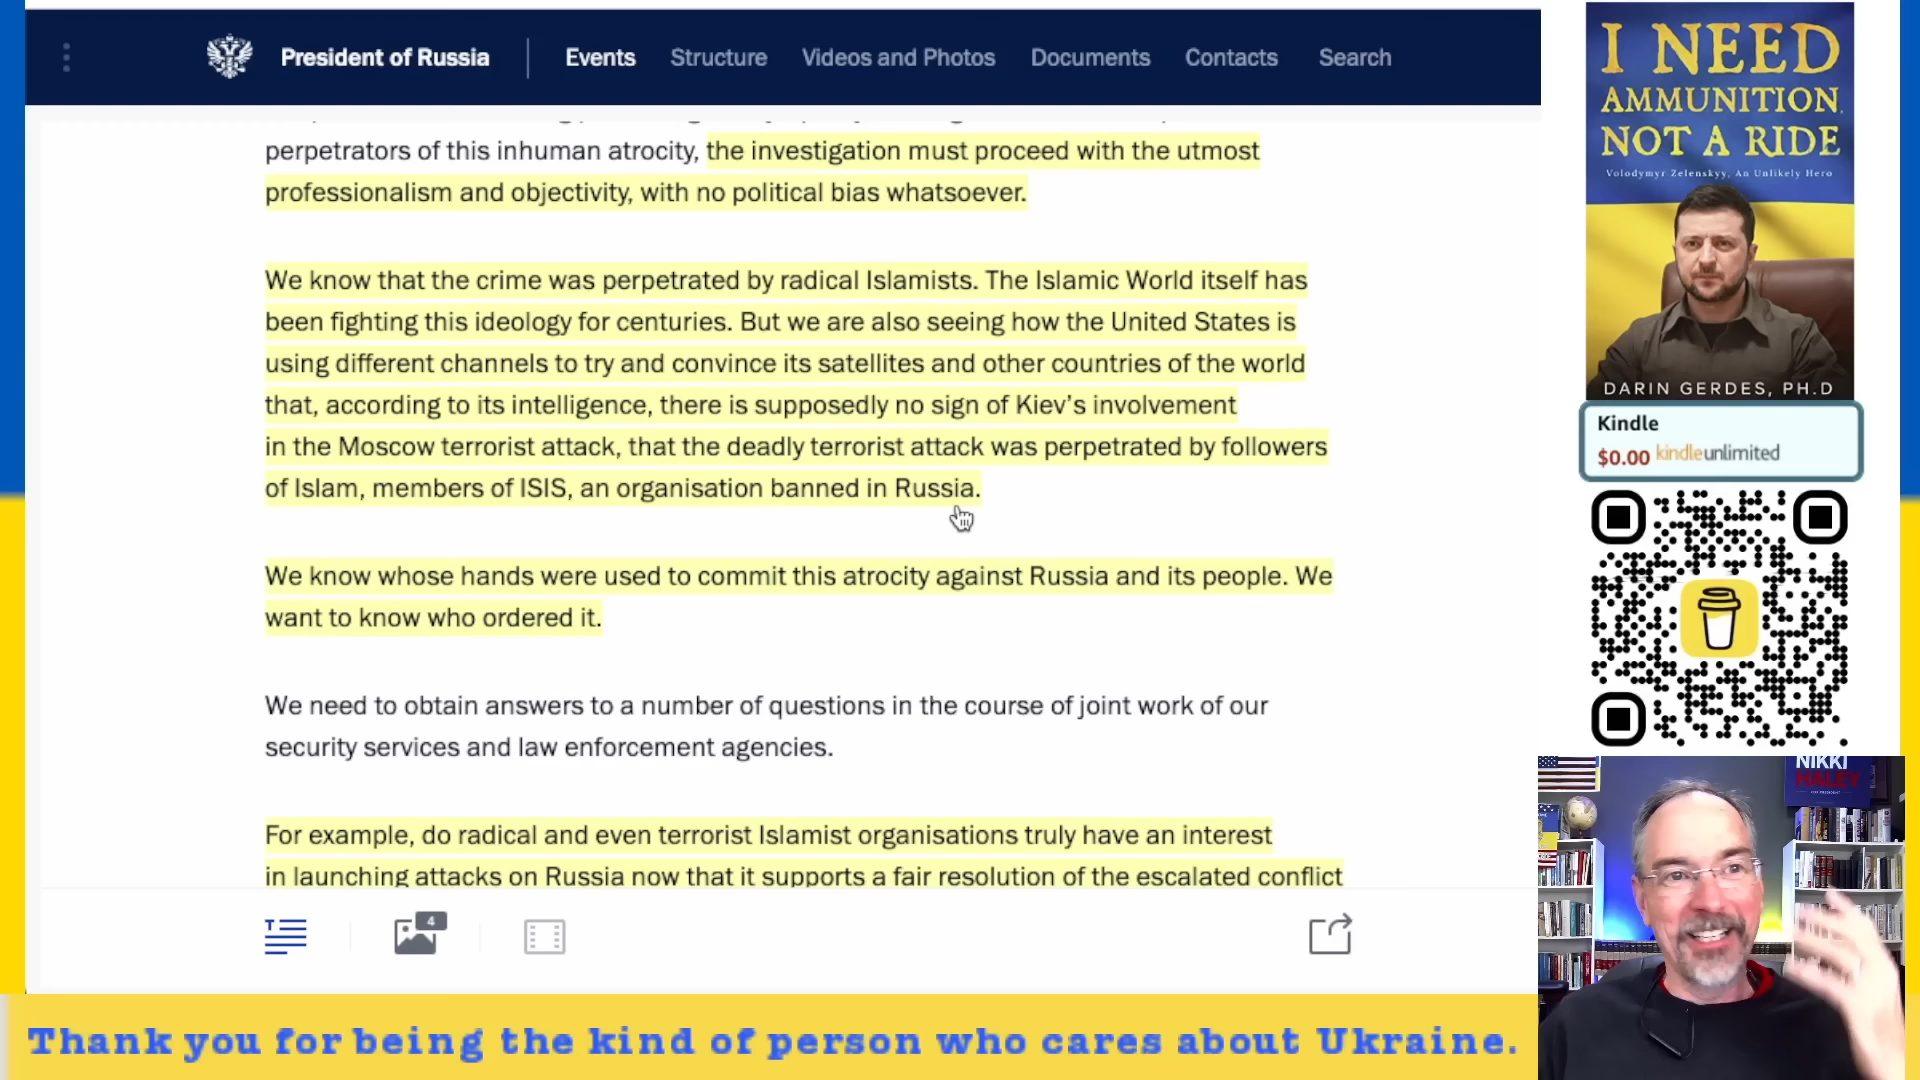 President of Russia
Events
Structure
Videos and Photos
Documents
Contacts
Search
perpetrators of this inhuman atrocity, the investigation must proceed with the utmost
professionalism and objectivity, with no political bias whatsoever.
We know that the crime was perpetrated by radical Islamists. The Islamic World itself has
been fighting this ideology for centuries. But we are also seeing how the United States is
using different channels to try and convince its satellites and other countries of the world
that, according to its intelligence, there is supposedly no sign of Kiev's involvement
in the Moscow terrorist attack, that the deadly terrorist attack was perpetrated by followers
of Islam, members of ISIS, an organisation banned in Russia.
We know whose hands were used to commit this atrocity against Russia and its people. We
want to know who ordered it.
We need to obtain answers to a number of questions in the course of joint work of our
security services and law enforcement agencies.
For example, do radical and even terrorist Islamist organisations truly have an interest
in launching attacks on Russia now that it supports a fair resolution of the escalated conflict
4
I NEED
AMMUNITION,
NOT A RIDE
Volodymyr Zelenskyy, An Unlikely Hero
DARIN GERDES, PH.D
Kindle
$0.00 kindleunlimited
NIKKI
HALEY
Thank you for being the kind of person who cares about Ukraine.